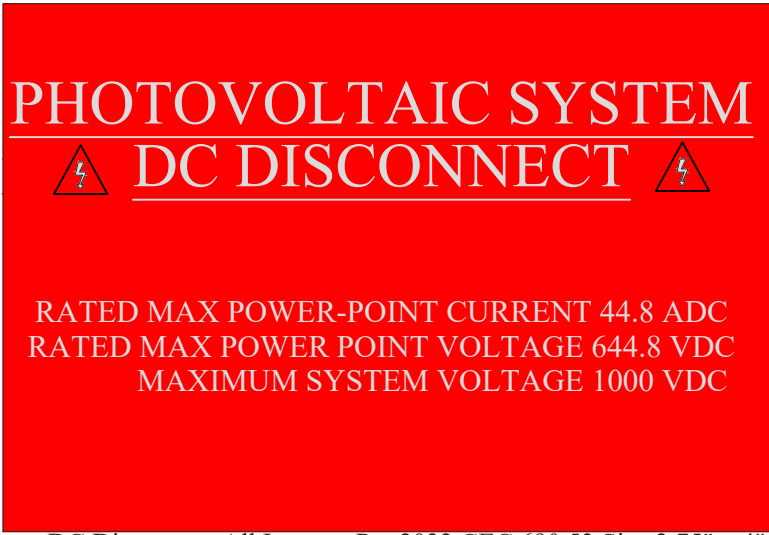 PHOTOVOLTAIC SYSTEM
DC DISCONNECT
RATED MAX POWER-POINT CURRENT 44.8 ADC
RATED MAX POWER POINT VOLTAGE 644.8 VDC
MAXIMUM SYSTEM VOLTAGE 1000 VDC